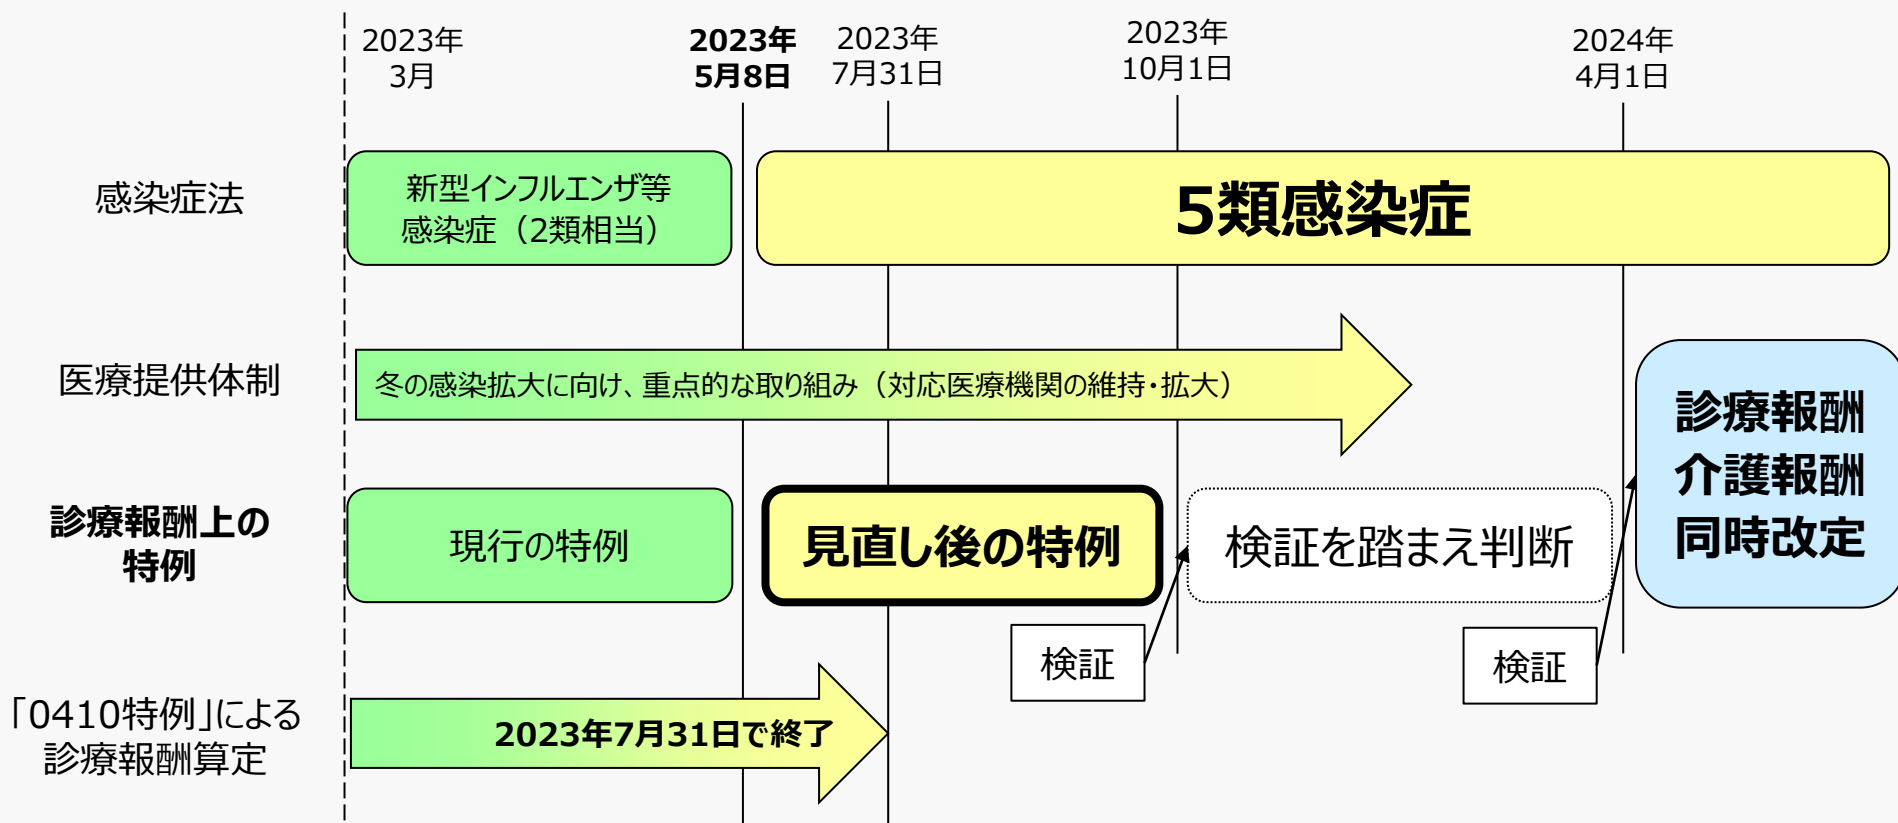 2023年
3月
2023年
5月8日
2023年
7月31日
2023年
10月1日
2024年
4月1日
感染症法
新型インフルエンザ等
感染症（2類相当）
5類感染症
医療提供体制
冬の感染拡大に向け、重点的な取り組み（対応医療機関の維持・拡大）
診療報酬
介護報酬
同時改定
診療報酬上の
特例
現行の特例
見直し後の特例
検証を踏まえ判断
検証
検証
「0410特例」による
診療報酬算定
2023年7月31日で終了